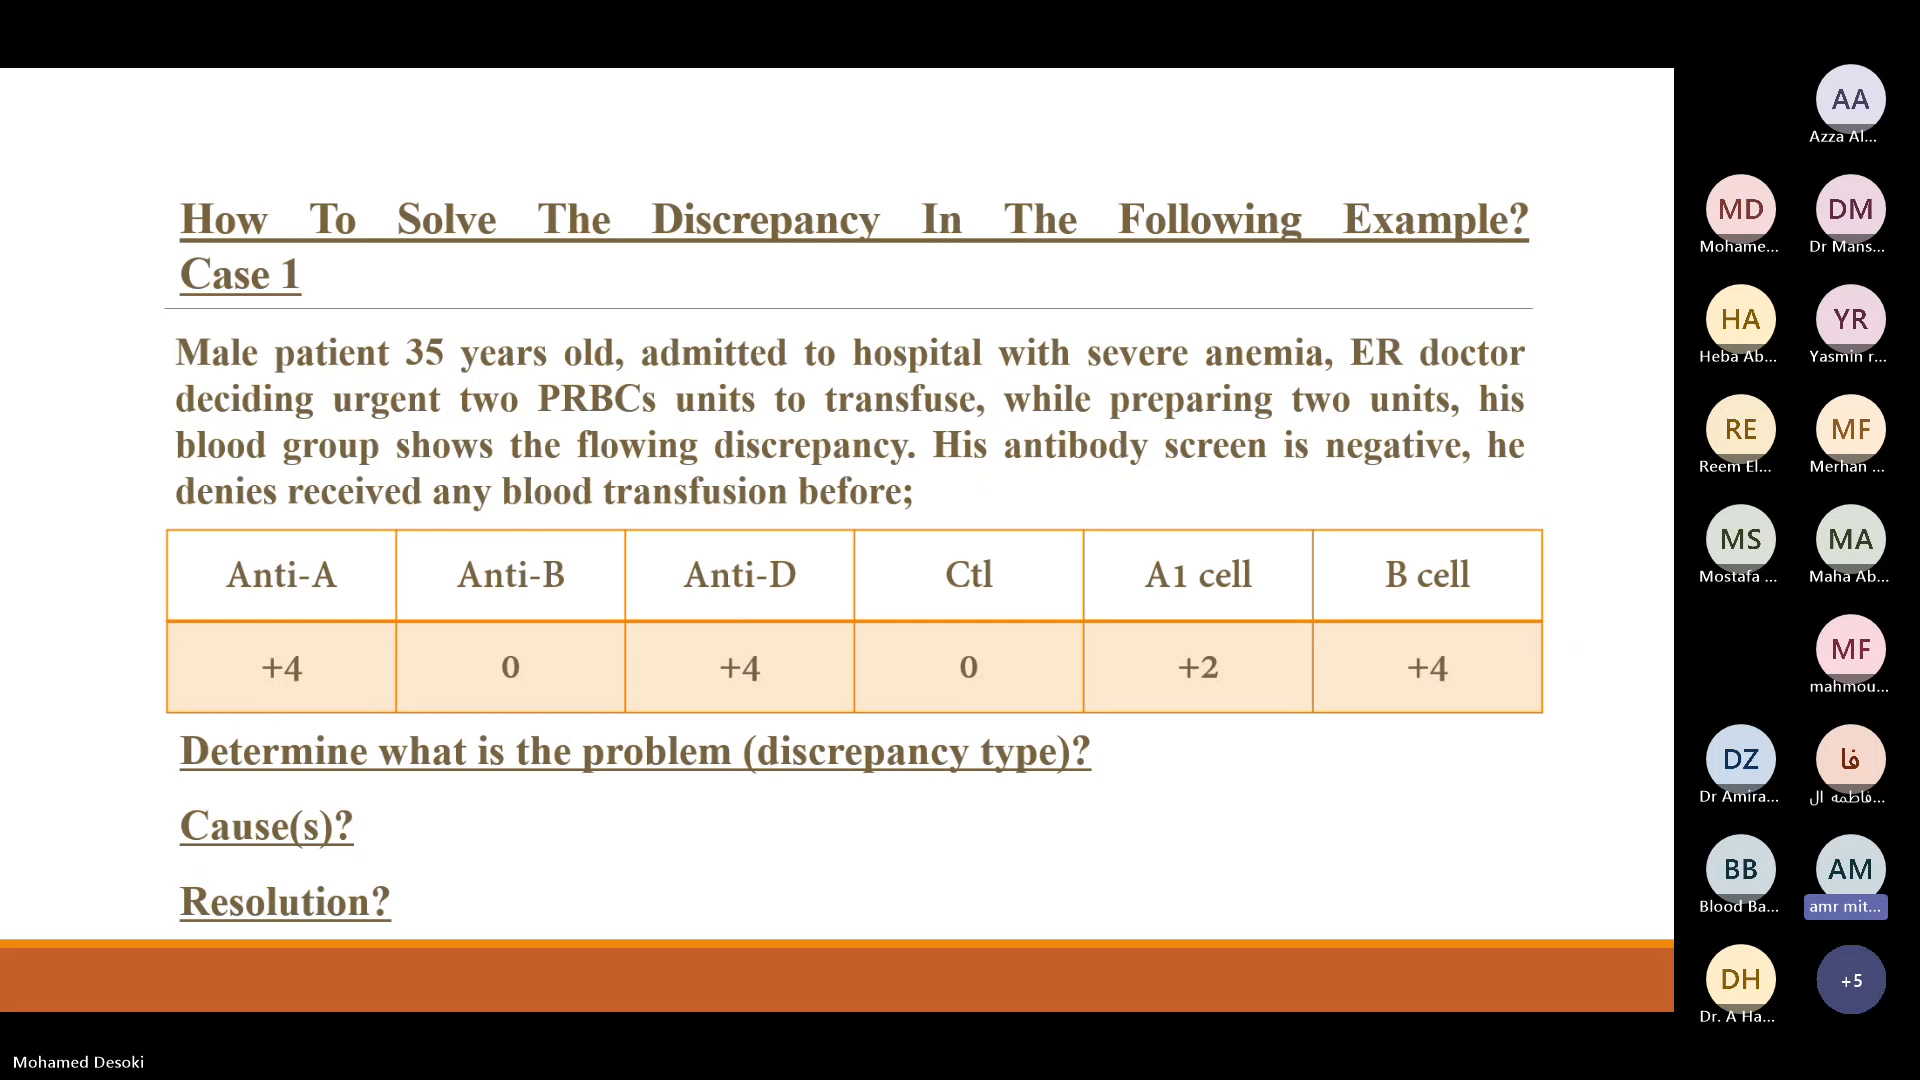 How To Solve The Discrepancy In The Following Example?
Case 1
Male patient 35 years old, admitted to hospital with severe anemia, ER doctor
deciding urgent two PRBCs units to transfuse, while preparing two units, his
blood group shows the flowing discrepancy. His antibody screen is negative, he
denies received any blood transfusion before;
Anti-A Anti-B Anti-D Ctl A1 cell B cell
+4 0 +4 0 +2 +4
Determine what is the problem (discrepancy type)?
Cause(s)?
Resolution?
AA
Azza Al...
MD DM
Mohame... Dr Mans...
HA YR
Heba Ab... Yasmin r...
RE MF
Reem El... Merhan ...
MS MA
Mostafa ... Maha Ab...
MF
mahmou...
DZ فا
Dr Amira... فاطمه ال...
BB AM
Blood Ba... amr mit...
DH +5
Dr. A Ha...
Mohamed Desoki